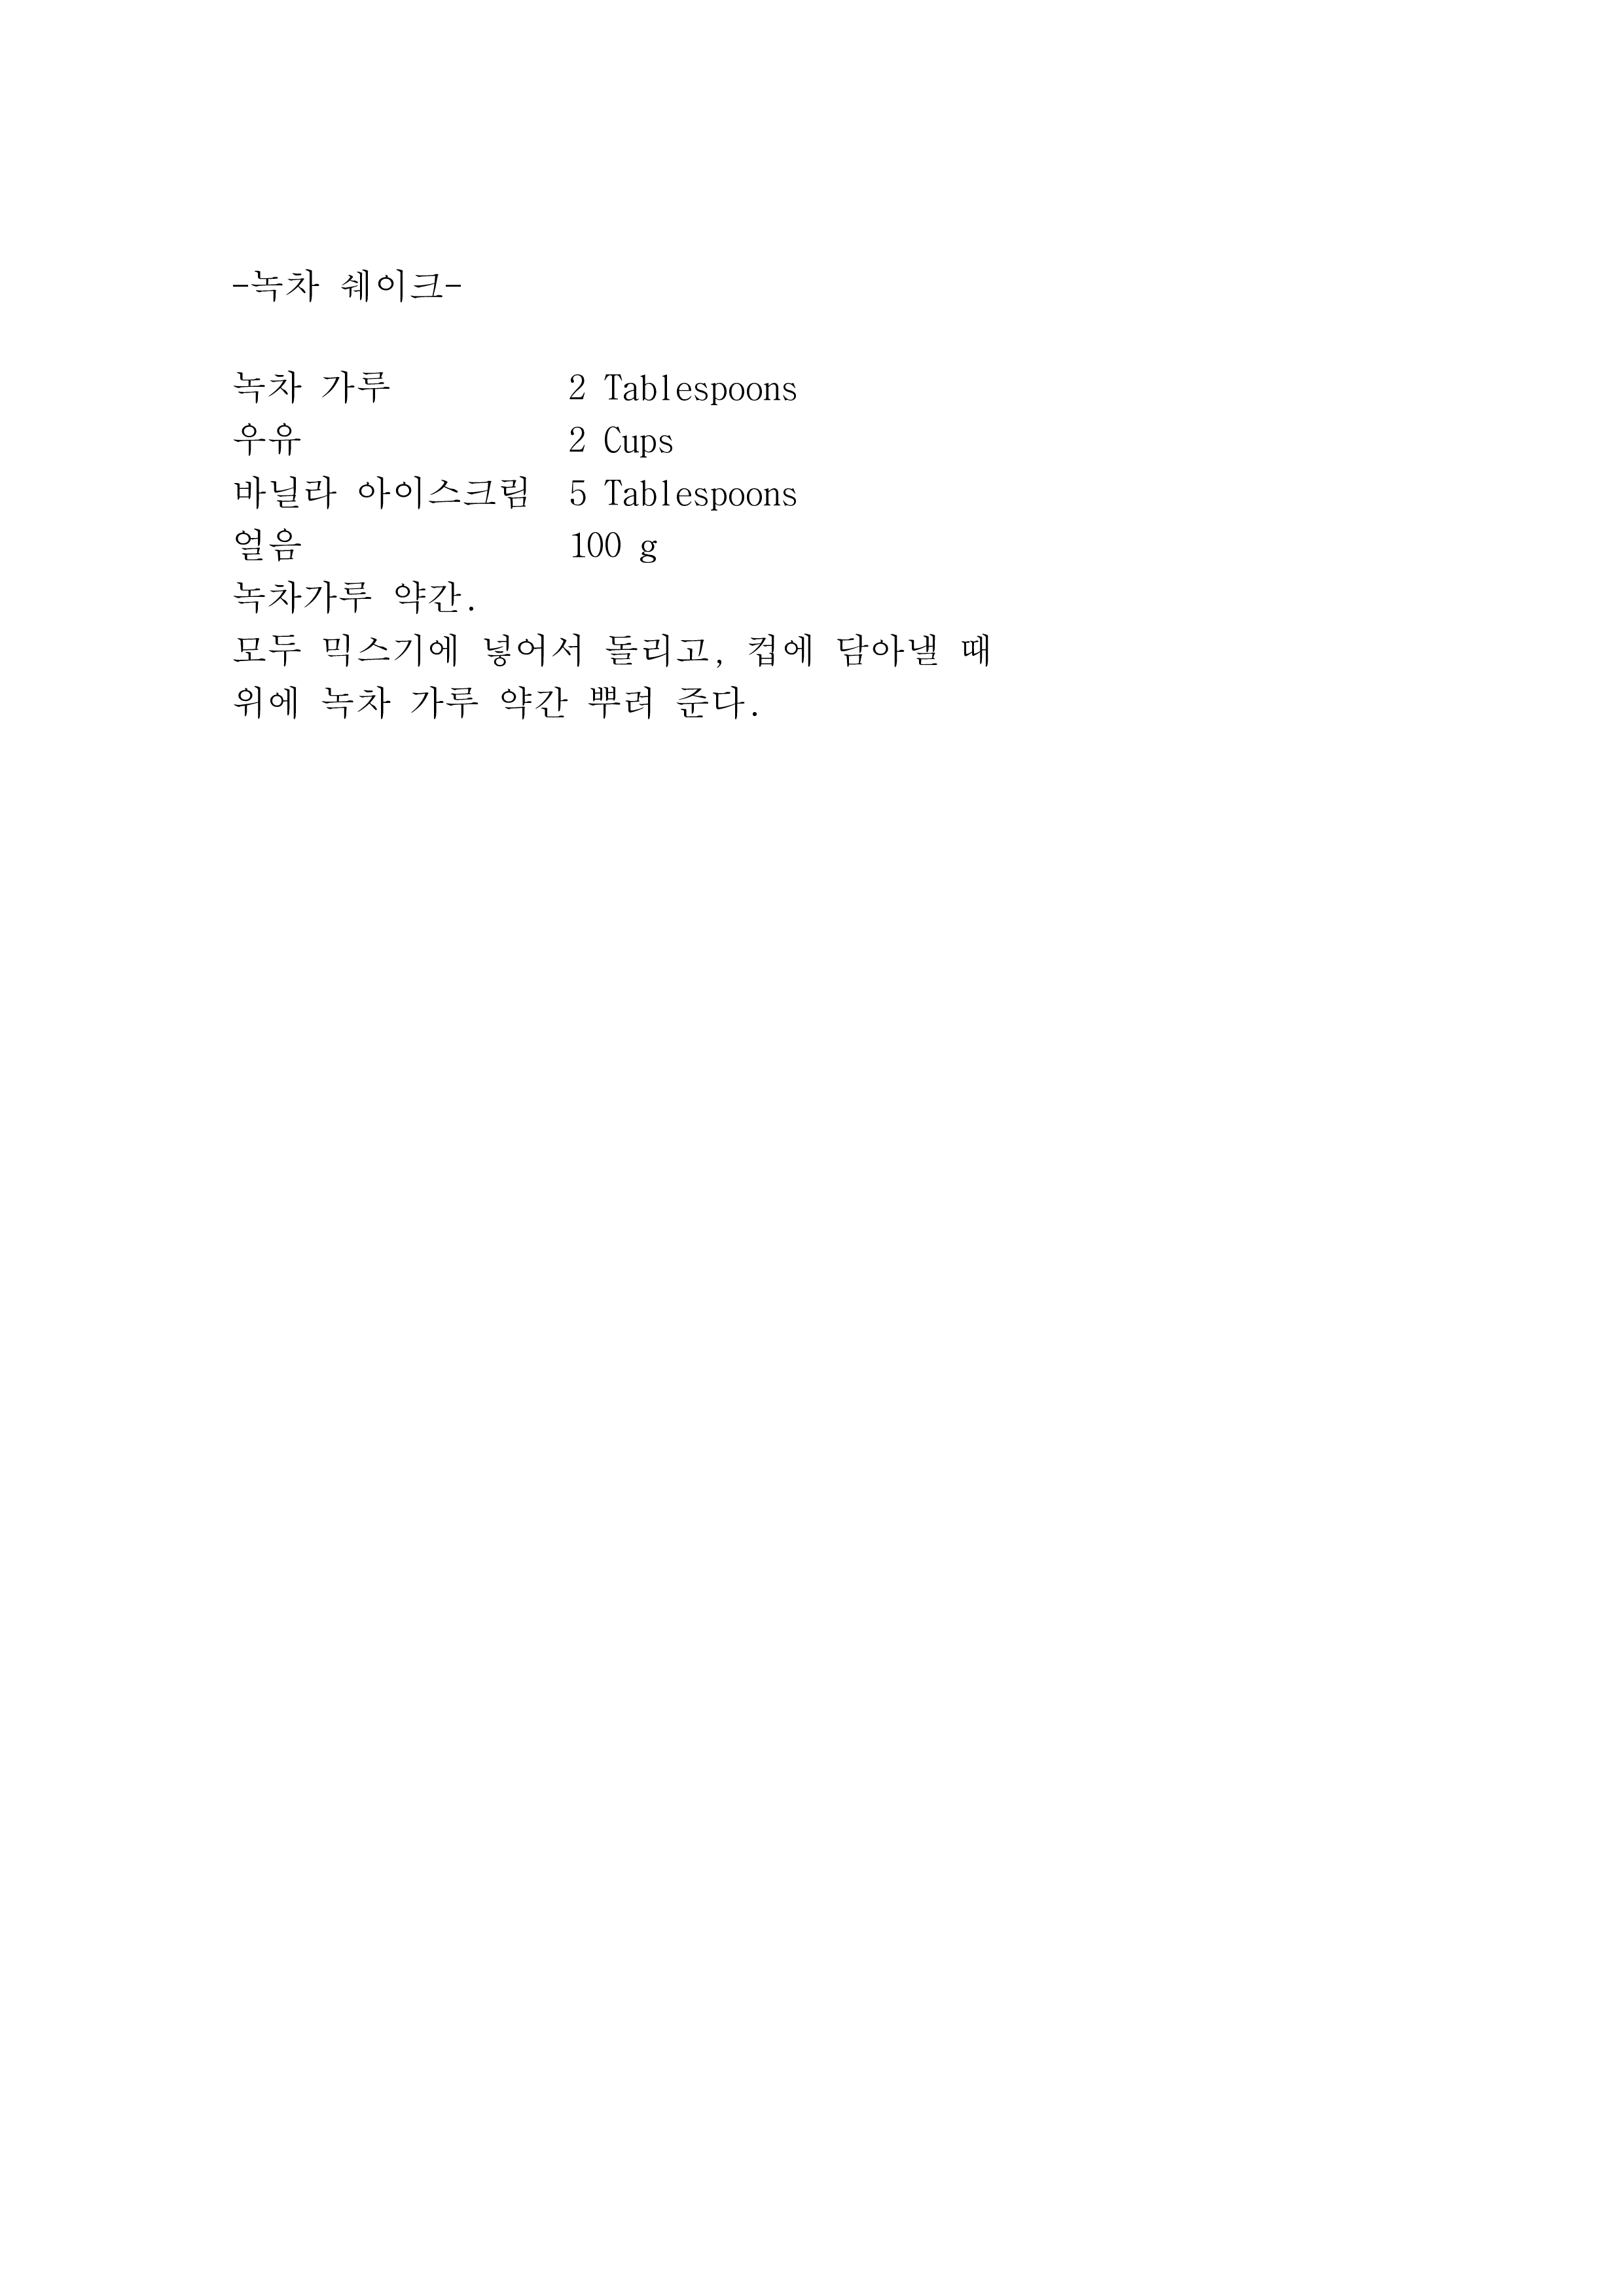 -녹차 쉐이크-
녹차 가루 2 Tablespoons
우유 2 Cups
바닐라 아이스크림 5 Tablespoons
얼음 100 g
녹차가루 약간.
모두 믹스기에 넣어서 돌리고, 컵에 담아낼 때
위에 녹차 가루 약간 뿌려 준다.